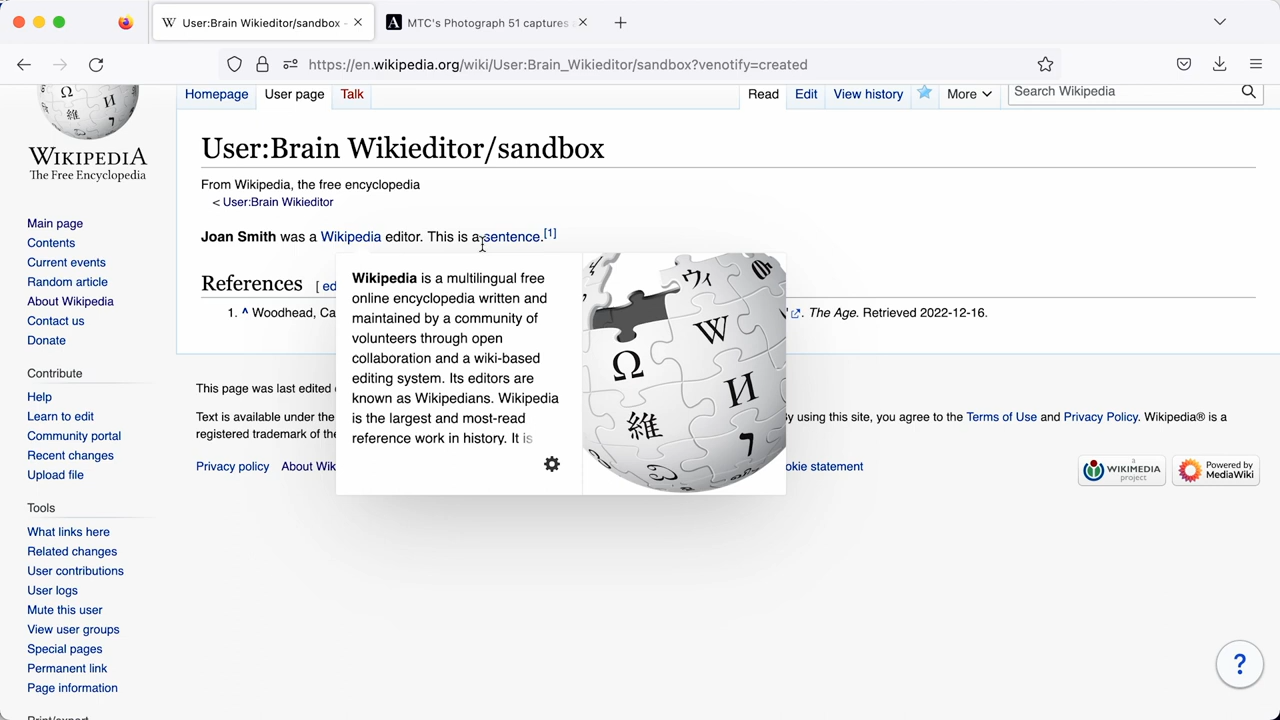 User:Brain Wikieditor/sandbox -
MTC's Photograph 51 captures
https://en.wikipedia.org/wiki/User:Brain_Wikieditor/sandbox?venotify=created
Homepage
User page
Talk
Read
Edit
View history
More
Search Wikipedia
WIKIPEDIA
The Free Encyclopedia
User:Brain Wikieditor/sandbox
From Wikipedia, the free encyclopedia
< User:Brain Wikieditor
Joan Smith was a Wikipedia editor. This is a sentence.[1]
References [ ed
1. ^ Woodhead, Ca
". The Age. Retrieved 2022-12-16.
Wikipedia is a multilingual free
online encyclopedia written and
maintained by a community of
volunteers through open
collaboration and a wiki-based
editing system. Its editors are
known as Wikipedians. Wikipedia
is the largest and most-read
reference work in history. It is
Ω
W
И
維
ウィ
This page was last edited
Text is available under the
By using this site, you agree to the Terms of Use and Privacy Policy. Wikipedia® is a
registered trademark of the
Privacy policy
About Wik
okie statement
A WIKIMEDIA project
Powered by MediaWiki
Main page
Contents
Current events
Random article
About Wikipedia
Contact us
Donate
Contribute
Help
Learn to edit
Community portal
Recent changes
Upload file
Tools
What links here
Related changes
User contributions
User logs
Mute this user
View user groups
Special pages
Permanent link
Page information
Print/export
?